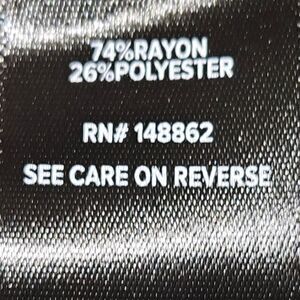 74%RAYON
26%POLYESTER
RN# 148862
SEE CARE ON REVERSE